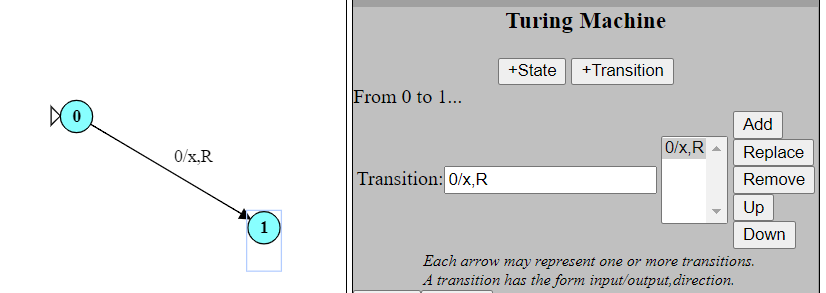 0
0/x,R
1
Turing Machine
+State +Transition
From 0 to 1...
Transition: 0/x,R
0/x,R
Add
Replace
Remove
Up
Down
Each arrow may represent one or more transitions.
A transition has the form input/output,direction.